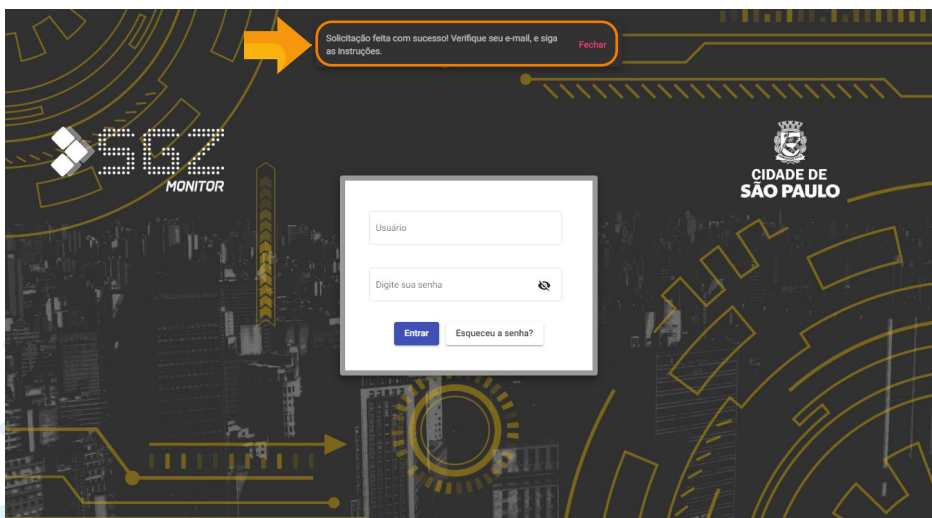 Solicitação feita com sucesso! Verifique seu e-mail, e siga
as instruções.
Fechar
SGZ
MONITOR
CIDADE DE
SÃO PAULO
Usuário
Digite sua senha
Entrar
Esqueceu a senha?